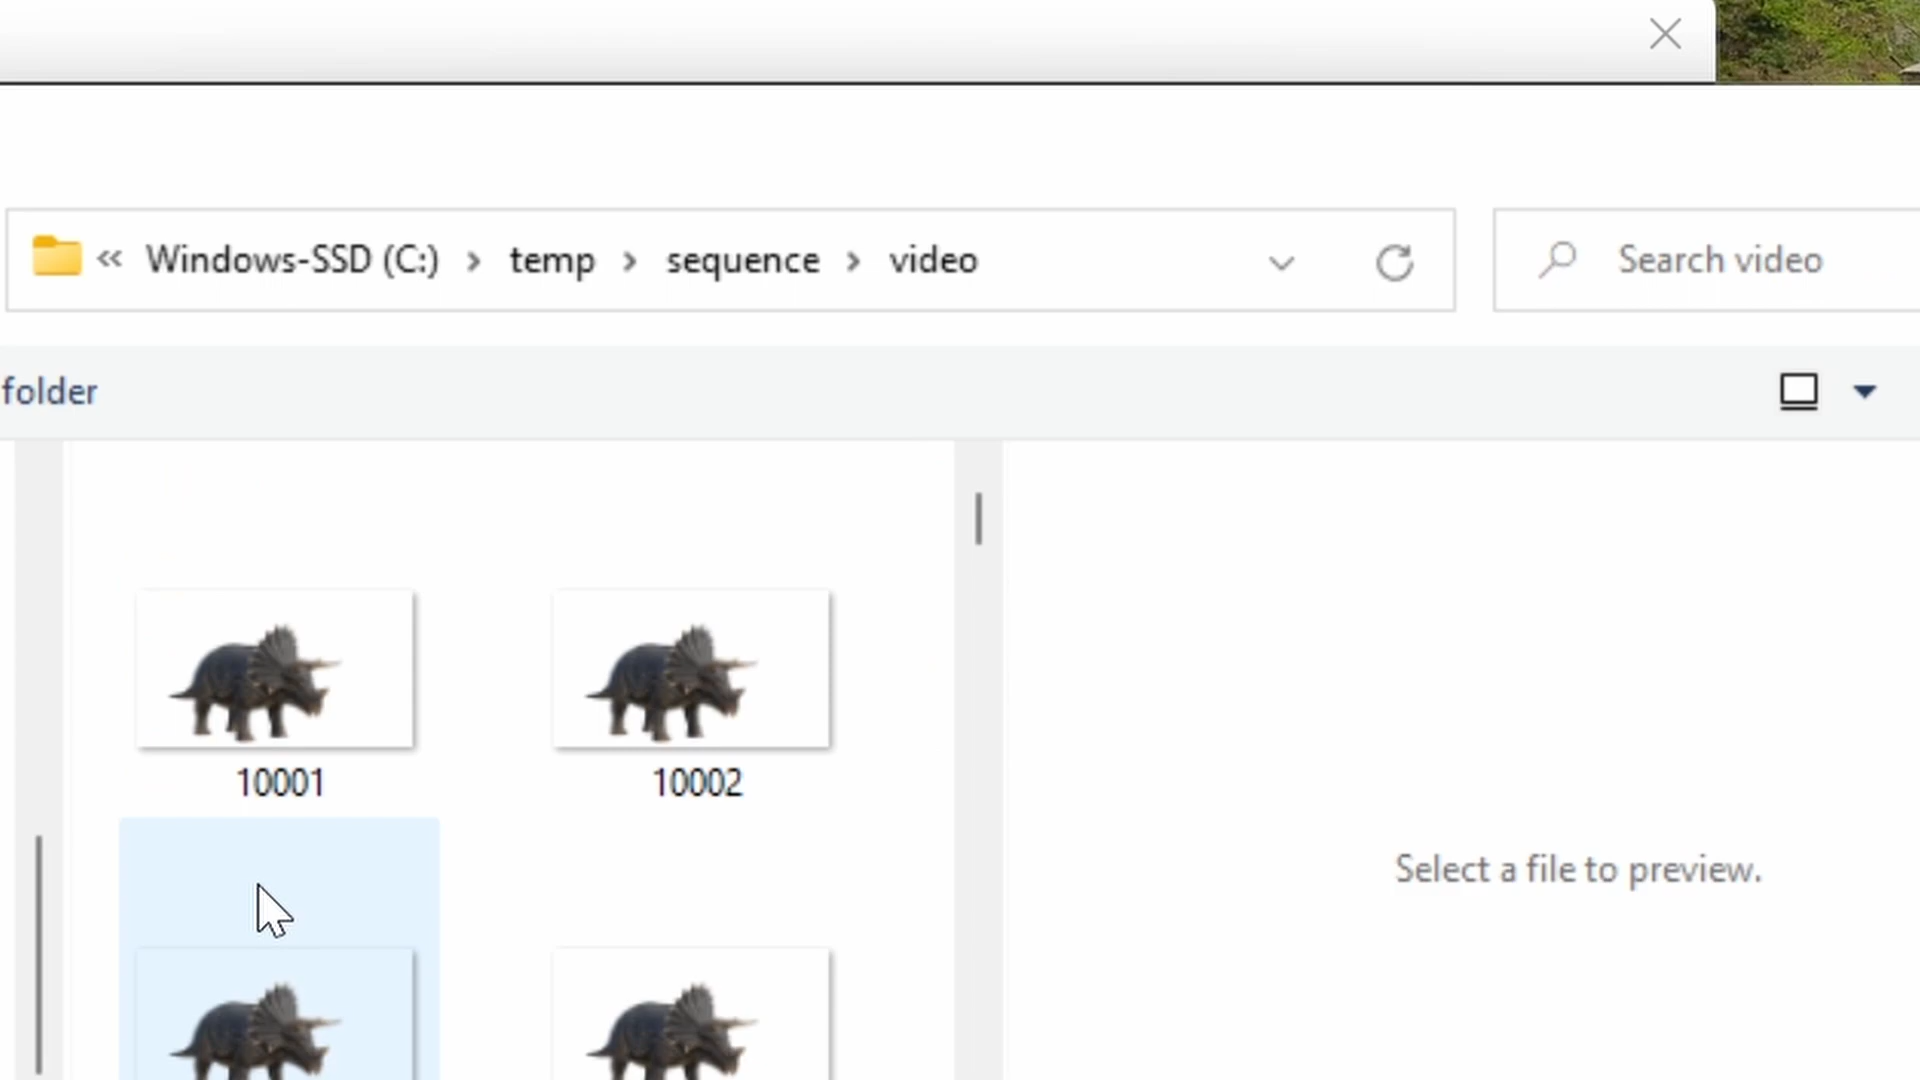 « Windows-SSD (C:) > temp > sequence > video
Search video
folder
10001
10002
Select a file to preview.